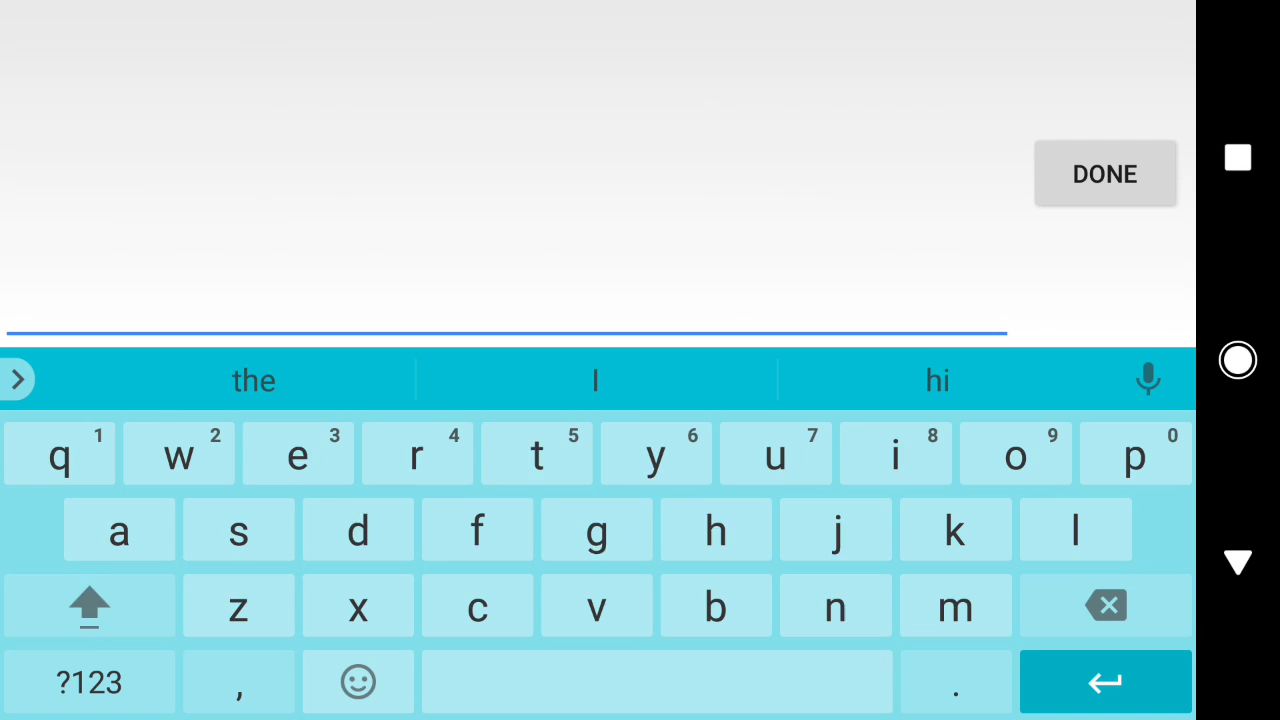 DONE
the I hi
q 1 w 2 e 3 r 4 t 5 y 6 u 7 i 8 o 9 p 0
a s d f g h j k l
z x c v b n m
?123 , .